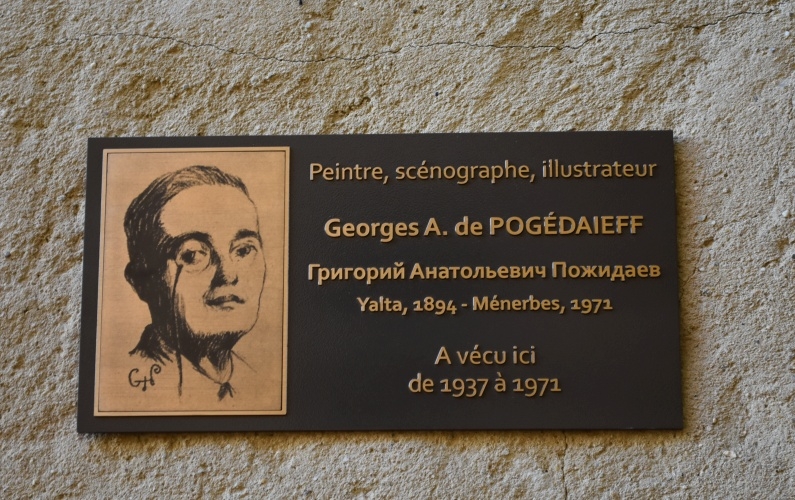 Peintre, scénographe, illustrateur
Georges A. de POGÉDAIEFF
Григорий Анатольевич Пожидаев
Yalta, 1894 - Ménerbes, 1971
A vécu ici
de 1937 à 1971